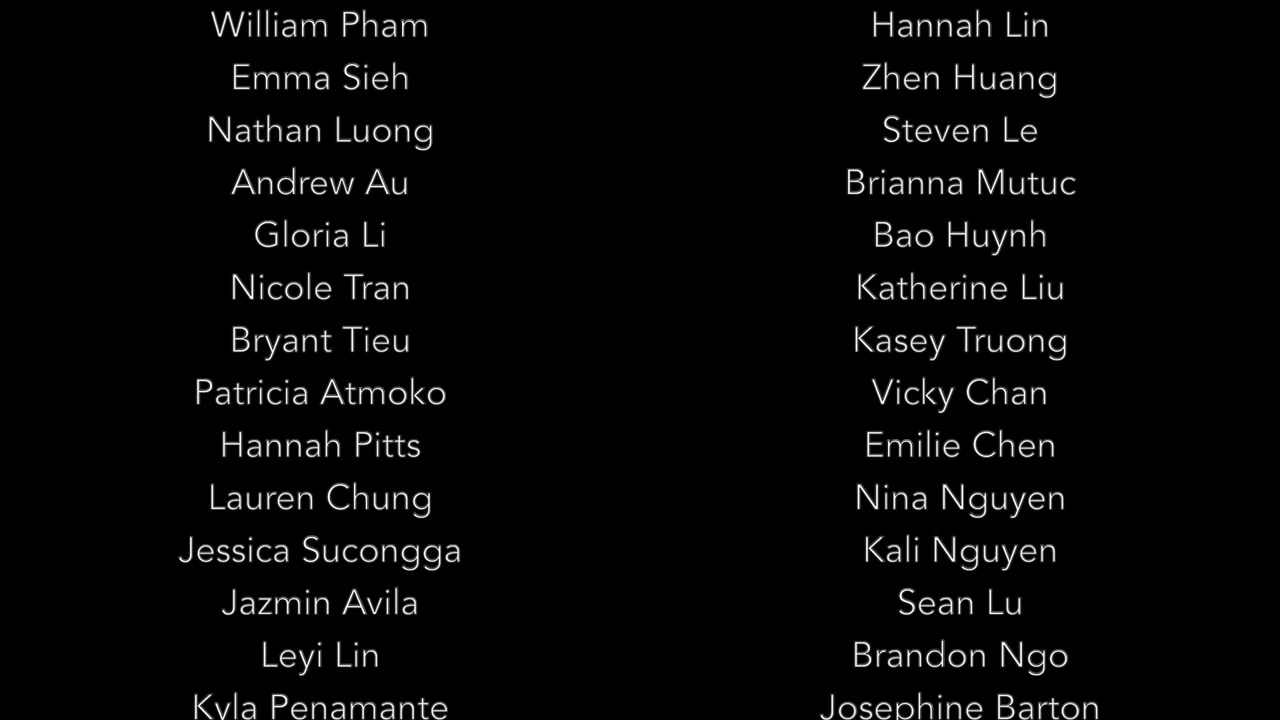 William Pham
Emma Sieh
Nathan Luong
Andrew Au
Gloria Li
Nicole Tran
Bryant Tieu
Patricia Atmoko
Hannah Pitts
Lauren Chung
Jessica Sucongga
Jazmin Avila
Leyi Lin
Kyla Penamante
Hannah Lin
Zhen Huang
Steven Le
Brianna Mutuc
Bao Huynh
Katherine Liu
Kasey Truong
Vicky Chan
Emilie Chen
Nina Nguyen
Kali Nguyen
Sean Lu
Brandon Ngo
Josephine Barton